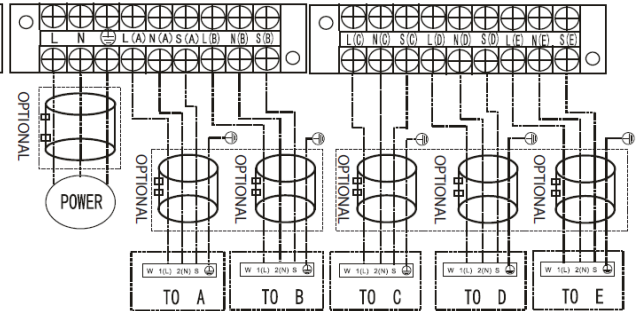 L N L(A) N(A) S(A) L(B) N(B) S(B)
L(C) N(C) S(C) L(D) N(D) S(D) L(E) N(E) S(E)
OPTIONAL
POWER
OPTIONAL
OPTIONAL
OPTIONAL
OPTIONAL
OPTIONAL
W 1(L) 2(N) S
W 1(L) 2(N) S
W 1(L) 2(N) S
W 1(L) 2(N) S
W 1(L) 2(N) S
TO A
TO B
TO C
TO D
TO E